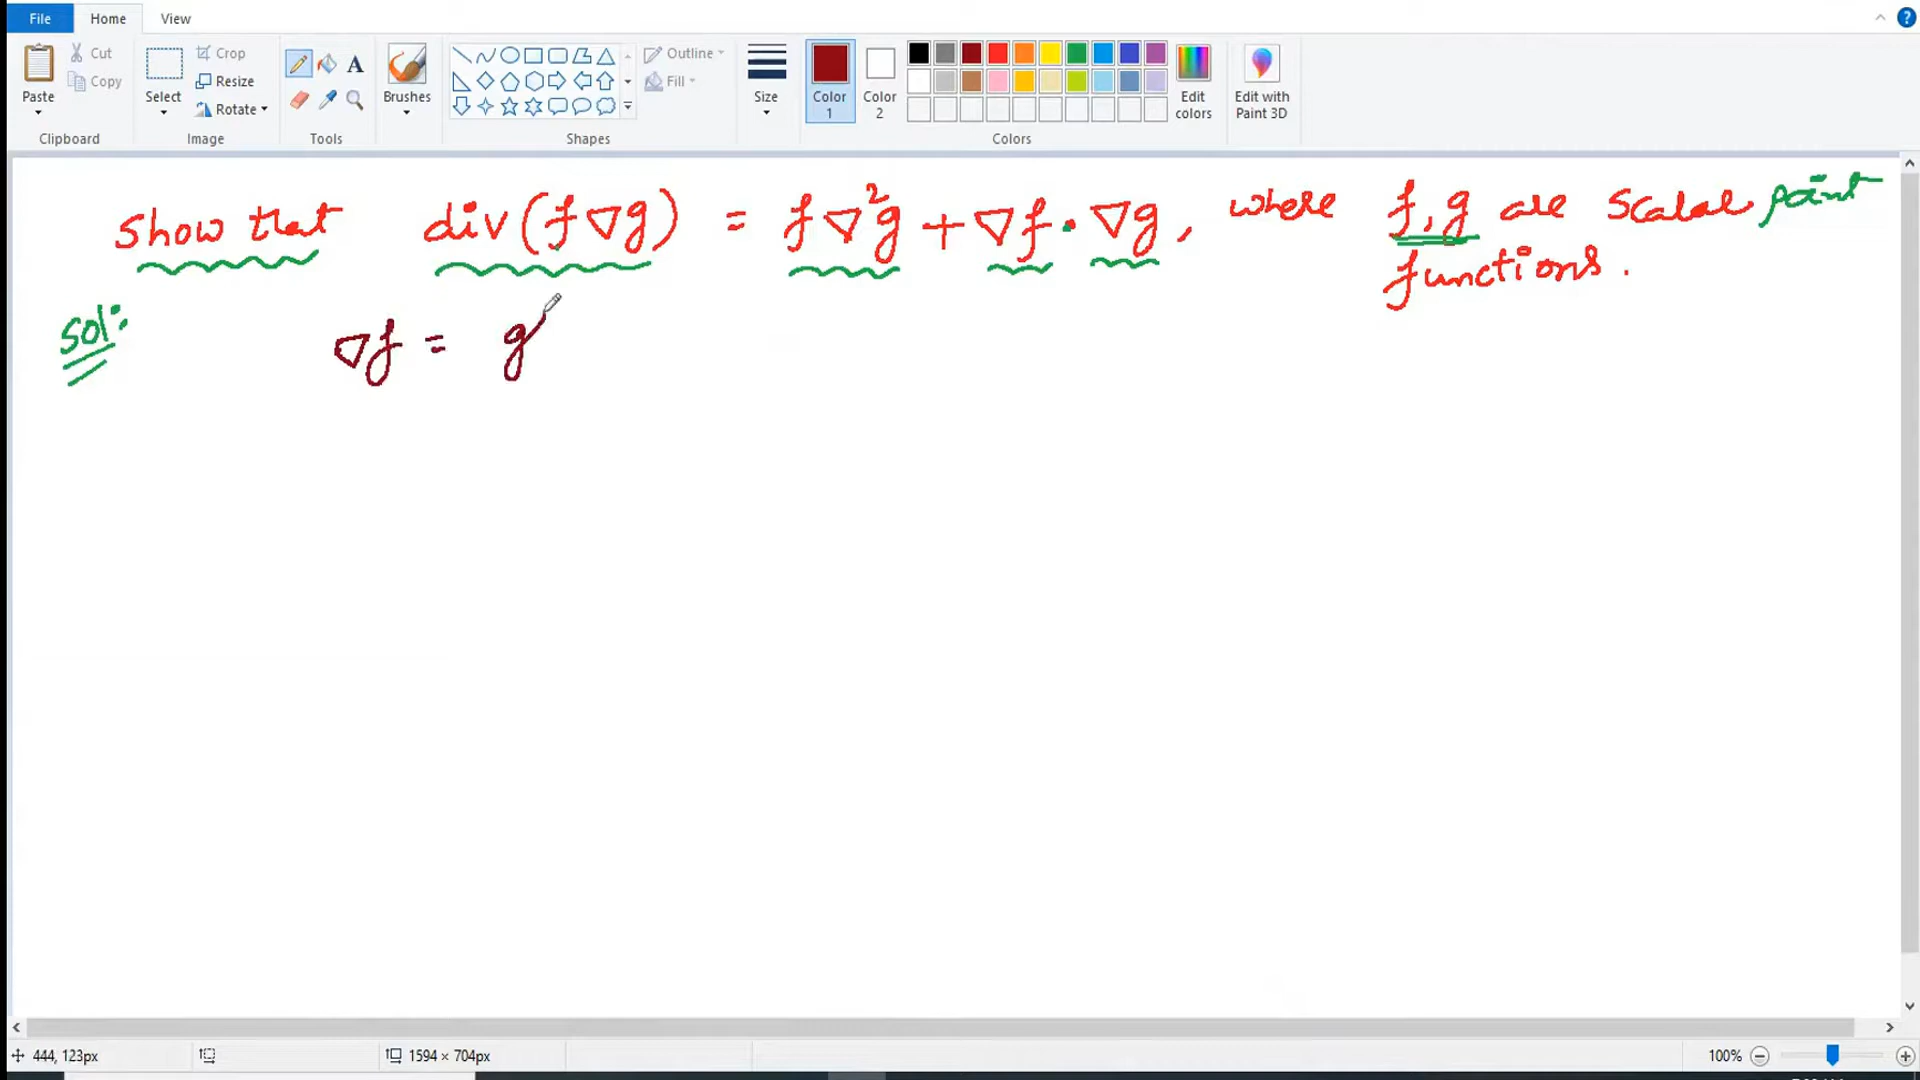 File Home View
Paste Cut Copy Clipboard
Select Crop Resize Rotate Image
A Tools
Brushes
Shapes Outline Fill
Size
Color 1 Color 2 Edit colors Edit with Paint 3D Colors
Show that div(f∇g) = f∇²g + ∇f · ∇g, where f, g are scalar point
functions.
Sol:
∇f = g
444, 123px 1594 × 704px 100%